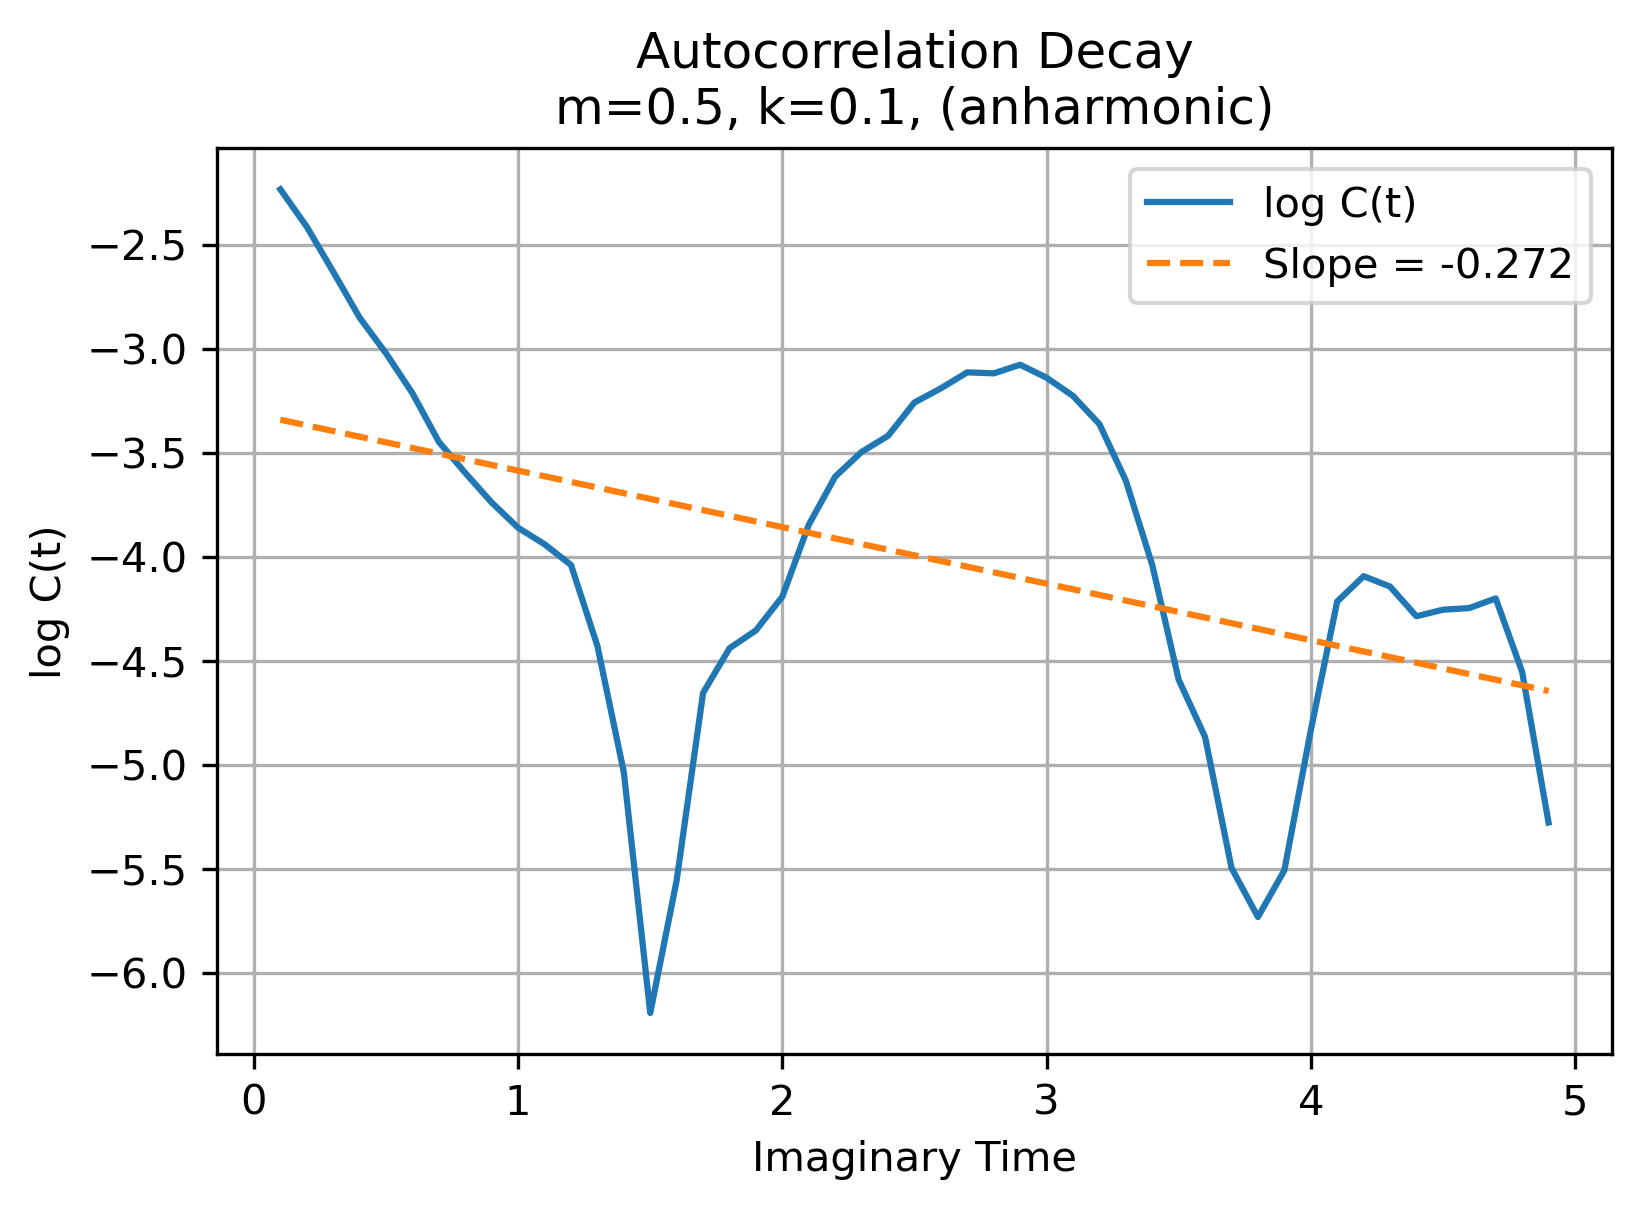 Autocorrelation Decay
m=0.5, k=0.1, (anharmonic)
log C(t)
Slope = -0.272
log C(t)
−2.5
−3.0
−3.5
−4.0
−4.5
−5.0
−5.5
−6.0
0 1 2 3 4 5
Imaginary Time